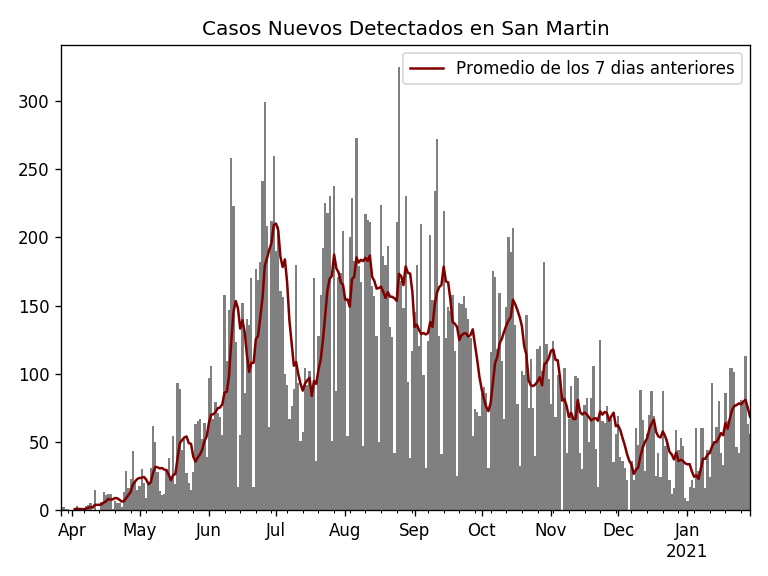 Casos Nuevos Detectados en San Martin
Promedio de los 7 dias anteriores
300
250
200
150
100
50
0
Apr May Jun Jul Aug Sep Oct Nov Dec Jan
2021